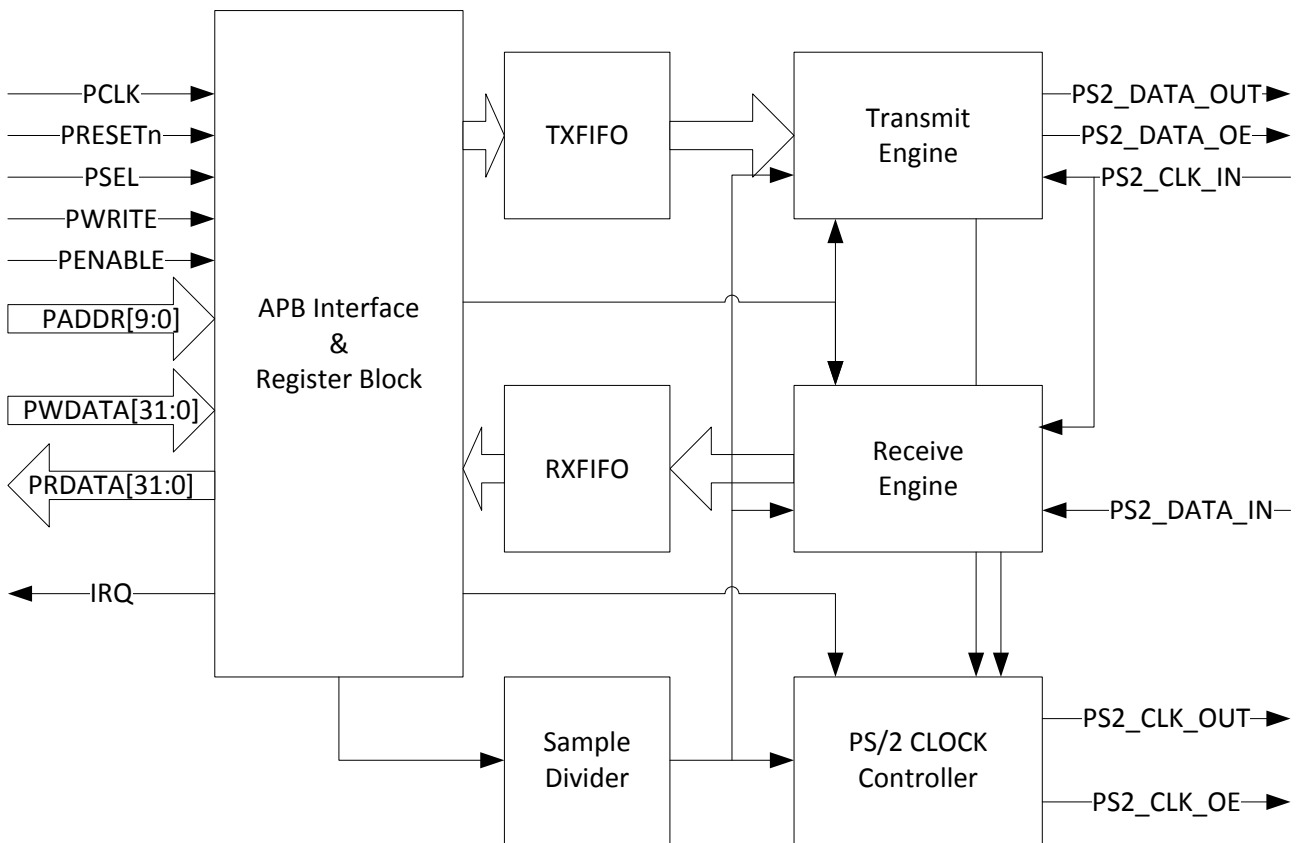 PCLK
PRESETn
PSEL
PWRITE
PENABLE
PADDR[9:0]
PWDATA[31:0]
PRDATA[31:0]
IRQ
APB Interface
&
Register Block
TXFIFO
RXFIFO
Sample
Divider
Transmit
Engine
Receive
Engine
PS/2 CLOCK
Controller
PS2_DATA_OUT
PS2_DATA_OE
PS2_CLK_IN
PS2_DATA_IN
PS2_CLK_OUT
PS2_CLK_OE